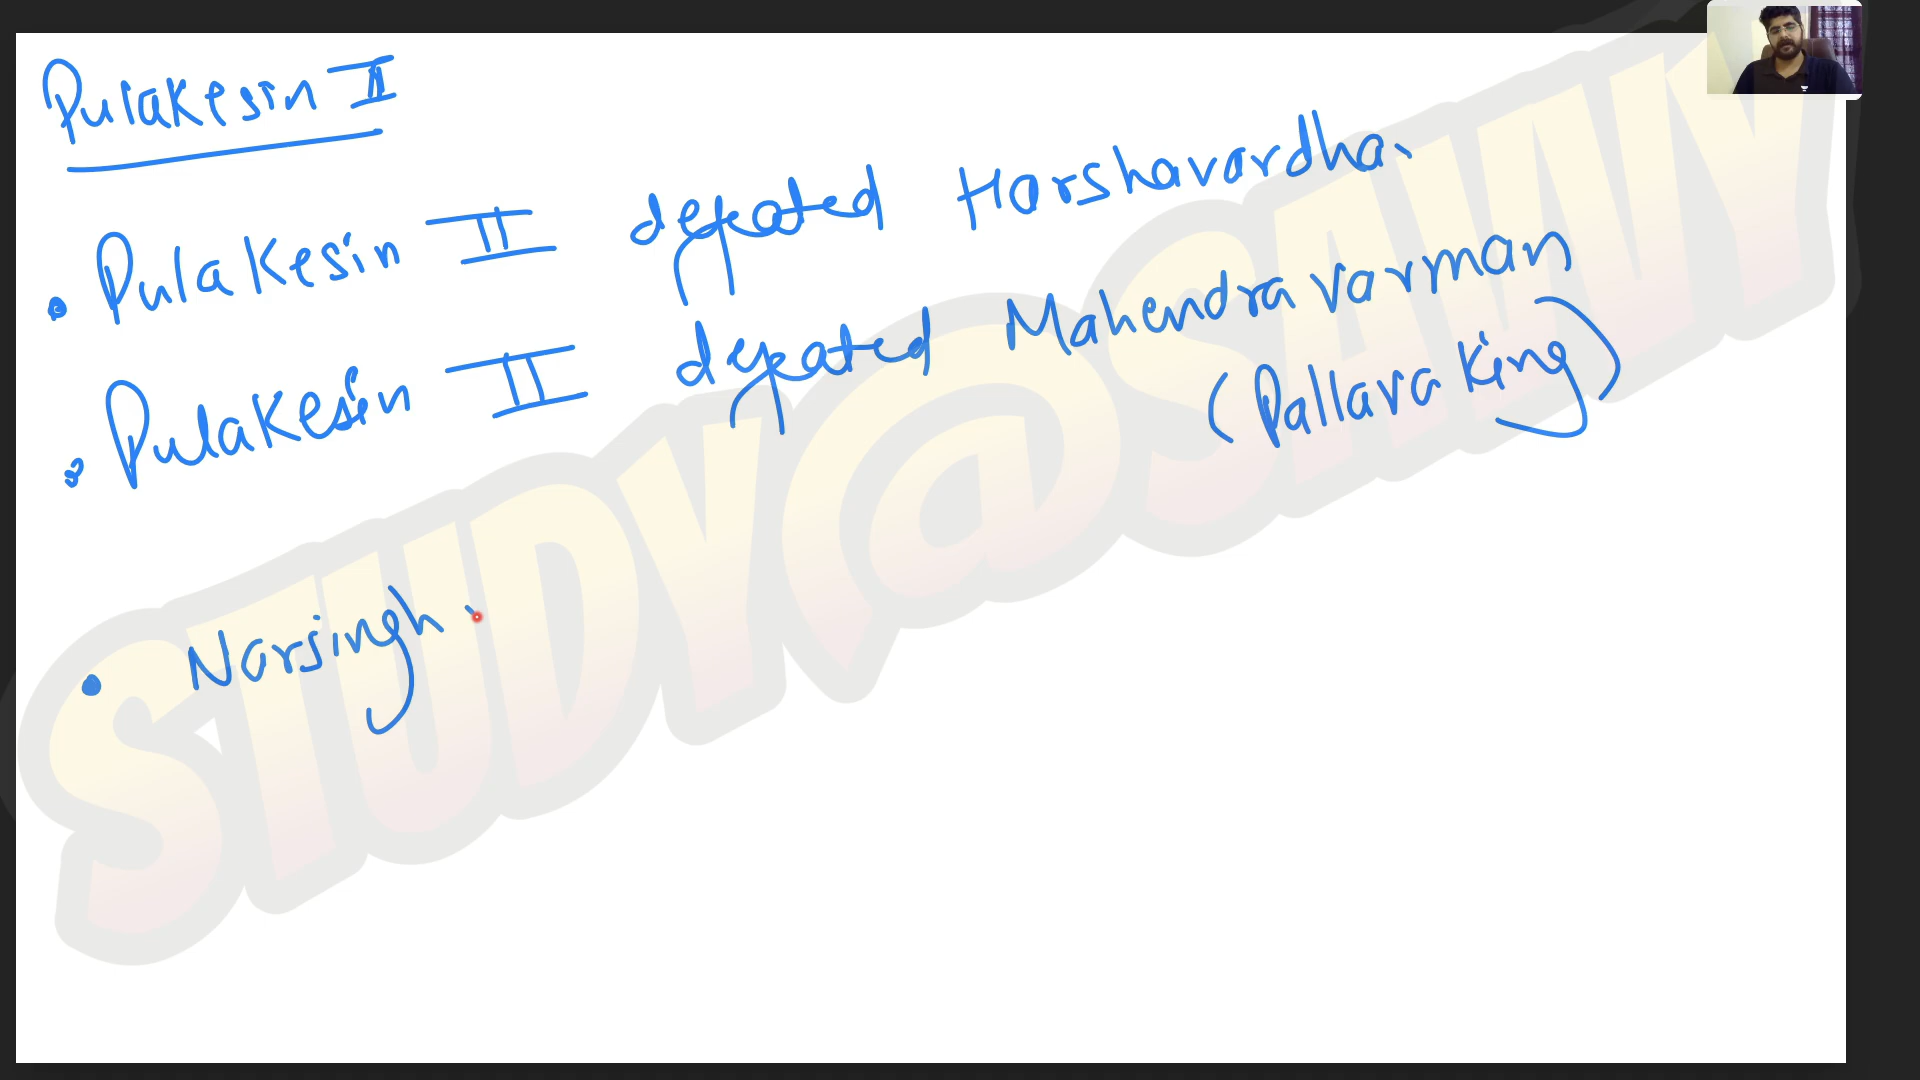 Pulakesin II
• Pulakesin II defeated Harshavardha
• Pulakesin II defeated Mahendra varman
(Pallava King)
• Narsingh
STUDY@SAVVY